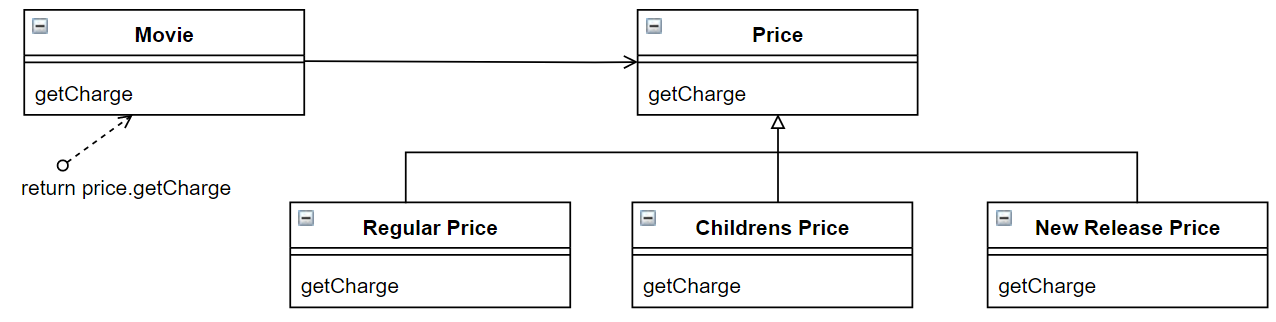 Movie
Price
getCharge
getCharge
return price.getCharge
Regular Price
Childrens Price
New Release Price
getCharge
getCharge
getCharge